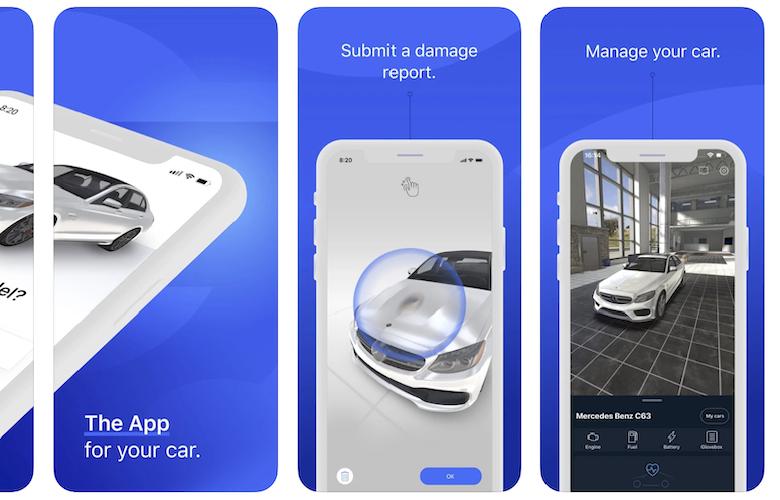 8:20
del?
The App
for your car.
Submit a damage
report.
8:20
OK
Manage your car.
16:14
Mercedes Benz C63
My cars
Engine
Fuel
Battery
iGlovebox